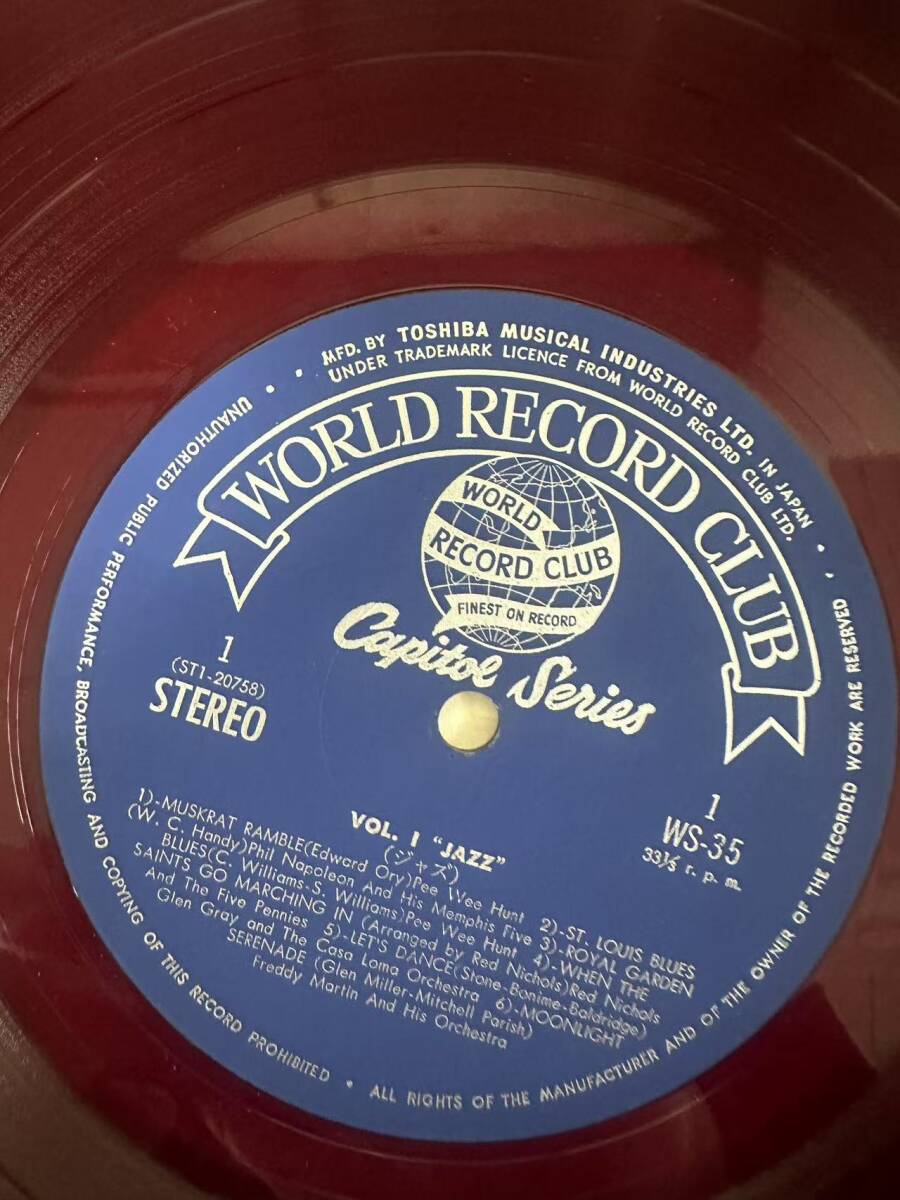 MFD. BY TOSHIBA MUSICAL INDUSTRIES LTD. IN JAPAN
UNDER TRADEMARK LICENCE FROM WORLD RECORD CLUB LTD.
WORLD RECORD CLUB
WORLD
RECORD CLUB
FINEST ON RECORD
Capitol Series
1
(ST1-20758)
STEREO
1
WS-35
33⅓ r. p. m.
VOL. 1 "JAZZ"
(ジャズ)
1)-MUSKRAT RAMBLE(Edward Ory)Pee Wee Hunt 2)-ST. LOUIS BLUES
(W. C. Handy)Phil Napoleon And His Memphis Five 3)-ROYAL GARDEN
BLUES(C. Williams-S. Williams)Pee Wee Hunt 4)-WHEN THE
SAINTS GO MARCHING IN (Arranged by Red Nichols)Red Nichols
And The Five Pennies 5)-LET'S DANCE(Stone-Bonime-Baldridge)
Glen Gray and The Casa Loma Orchestra 6)-MOONLIGHT
SERENADE (Glen Miller-Mitchell Parish)
Freddy Martin And His Orchestra
ALL RIGHTS OF THE MANUFACTURER AND OF THE OWNER OF THE RECORDED WORK ARE RESERVED
UNAUTHORIZED PUBLIC PERFORMANCE, BROADCASTING AND COPYING OF THIS RECORD PROHIBITED